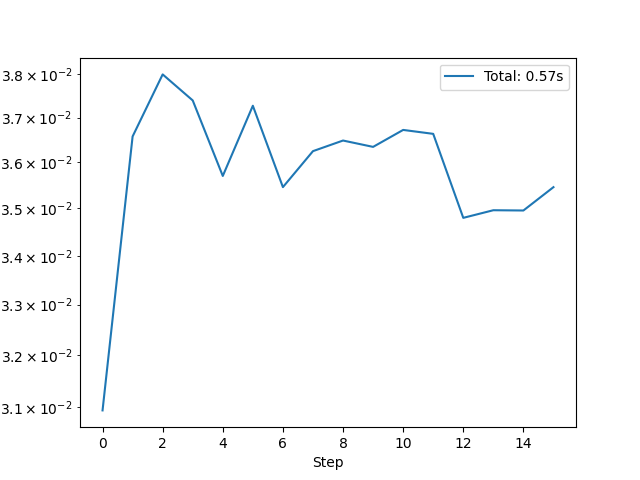 Total: 0.57s
3.8 × 10⁻²
3.7 × 10⁻²
3.6 × 10⁻²
3.5 × 10⁻²
3.4 × 10⁻²
3.3 × 10⁻²
3.2 × 10⁻²
3.1 × 10⁻²
0 2 4 6 8 10 12 14
Step